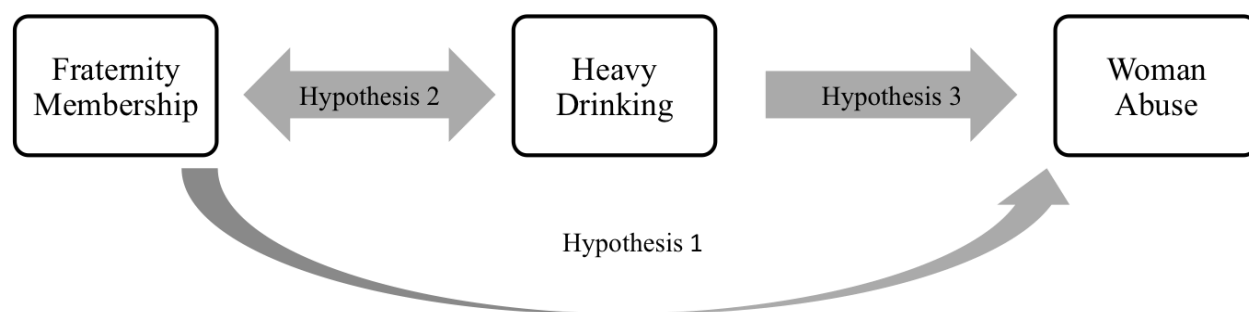 Fraternity
Membership
Hypothesis 2
Heavy
Drinking
Hypothesis 3
Woman
Abuse
Hypothesis 1